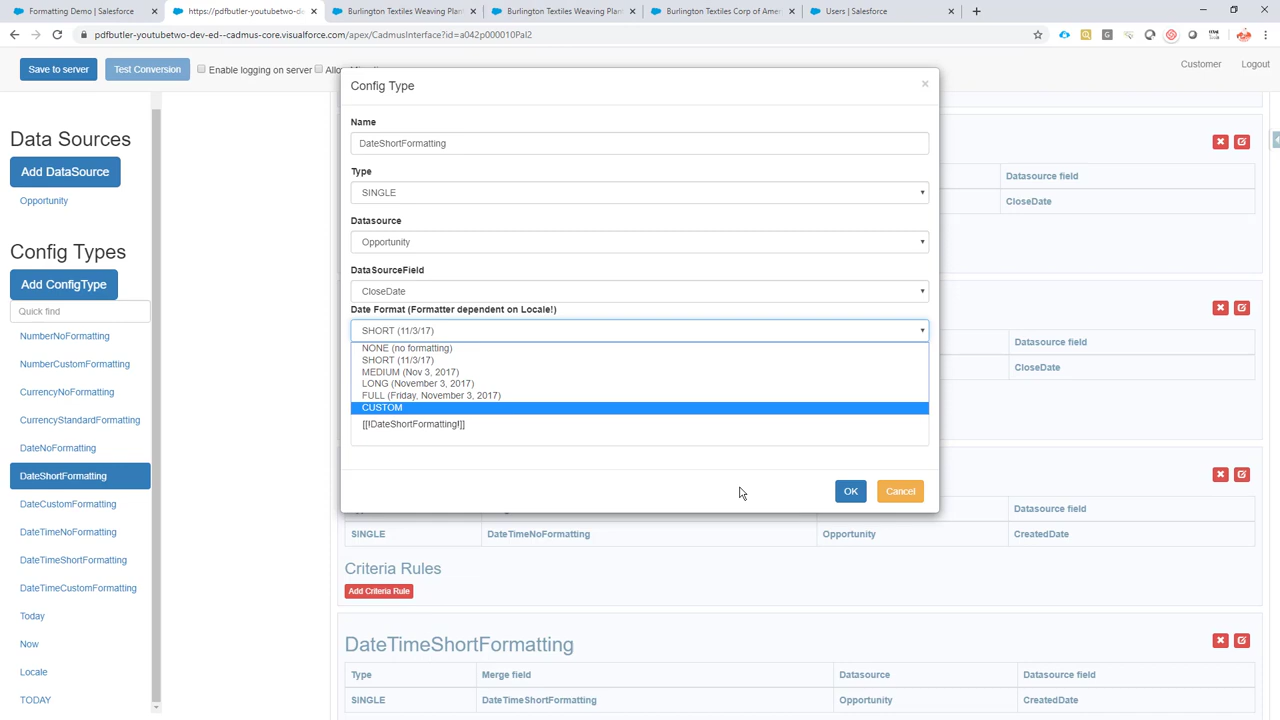 Formatting Demo | Salesforce
https://pdfbutler-youtubetwo-de
Burlington Textiles Weaving Plan
Burlington Textiles Weaving Plan
Burlington Textiles Corp of Amer
Users | Salesforce
pdfbutler-youtubetwo-dev-ed--cadmus-core.visualforce.com/apex/CadmusInterface?id=a042p000010PaI2
Save to server
Test Conversion
Enable logging on server
Allow
Customer
Logout
Data Sources
Add DataSource
Opportunity
Config Types
Add ConfigType
Quick find
NumberNoFormatting
NumberCustomFormatting
CurrencyNoFormatting
CurrencyStandardFormatting
DateNoFormatting
DateShortFormatting
DateCustomFormatting
DateTimeNoFormatting
DateTimeShortFormatting
DateTimeCustomFormatting
Today
Now
Locale
TODAY
Config Type
×
Name
DateShortFormatting
Type
SINGLE
Datasource
Opportunity
DataSourceField
CloseDate
Date Format (Formatter dependent on Locale!)
SHORT (11/3/17)
NONE (no formatting)
SHORT (11/3/17)
MEDIUM (Nov 3, 2017)
LONG (November 3, 2017)
FULL (Friday, November 3, 2017)
CUSTOM
[[!DateShortFormatting!]]
OK
Cancel
Datasource field
CloseDate
Datasource field
CloseDate
Datasource field
SINGLE
DateTimeNoFormatting
Opportunity
CreatedDate
Criteria Rules
Add Criteria Rule
DateTimeShortFormatting
Type
Merge field
Datasource
Datasource field
SINGLE
DateTimeShortFormatting
Opportunity
CreatedDate